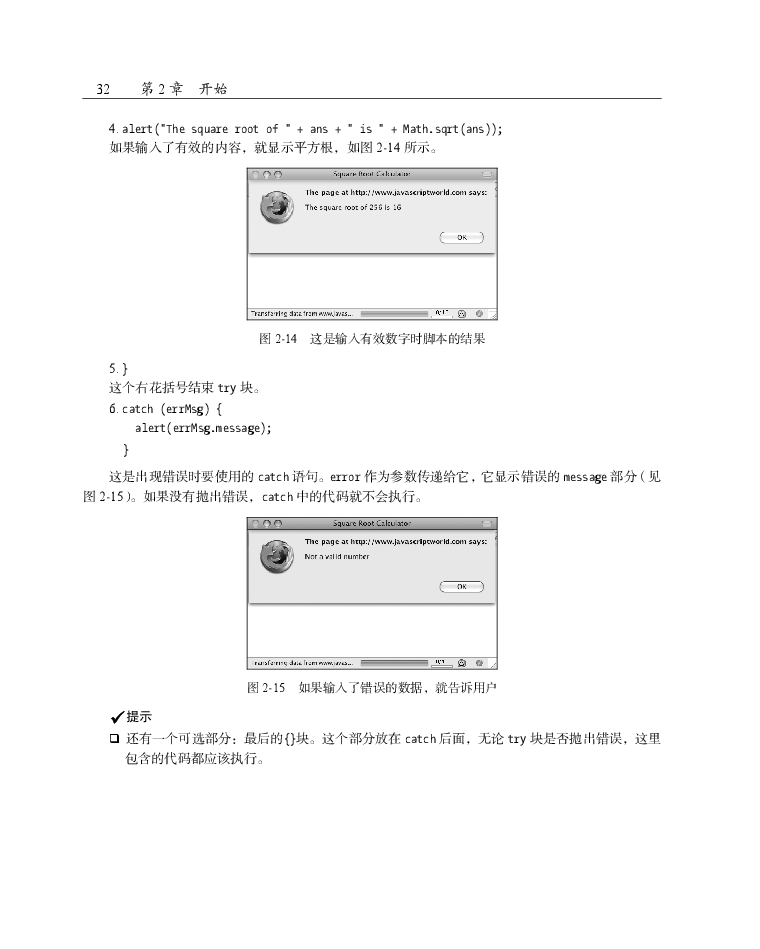 32 第 2 章 开始
4. alert("The square root of " + ans + " is " + Math.sqrt(ans));
如果输入了有效的内容，就显示平方根，如图 2-14 所示。
Square Root Calculator
The page at http://www.javascriptworld.com says:
The square root of 256 is 16
OK
Transferring data from www.javas...
图 2-14 这是输入有效数字时脚本的结果
5. }
这个右花括号结束 try 块。
6. catch (errMsg) {
alert(errMsg.message);
}
这是出现错误时要使用的 catch 语句。error 作为参数传递给它，它显示错误的 message 部分（见
图 2-15）。如果没有抛出错误，catch 中的代码就不会执行。
Square Root Calculator
The page at http://www.javascriptworld.com says:
Not a valid number
OK
Transferring data from www.javas...
图 2-15 如果输入了错误的数据，就告诉用户
✓提示
❑ 还有一个可选部分：最后的{}块。这个部分放在 catch 后面，无论 try 块是否抛出错误，这里
包含的代码都应该执行。